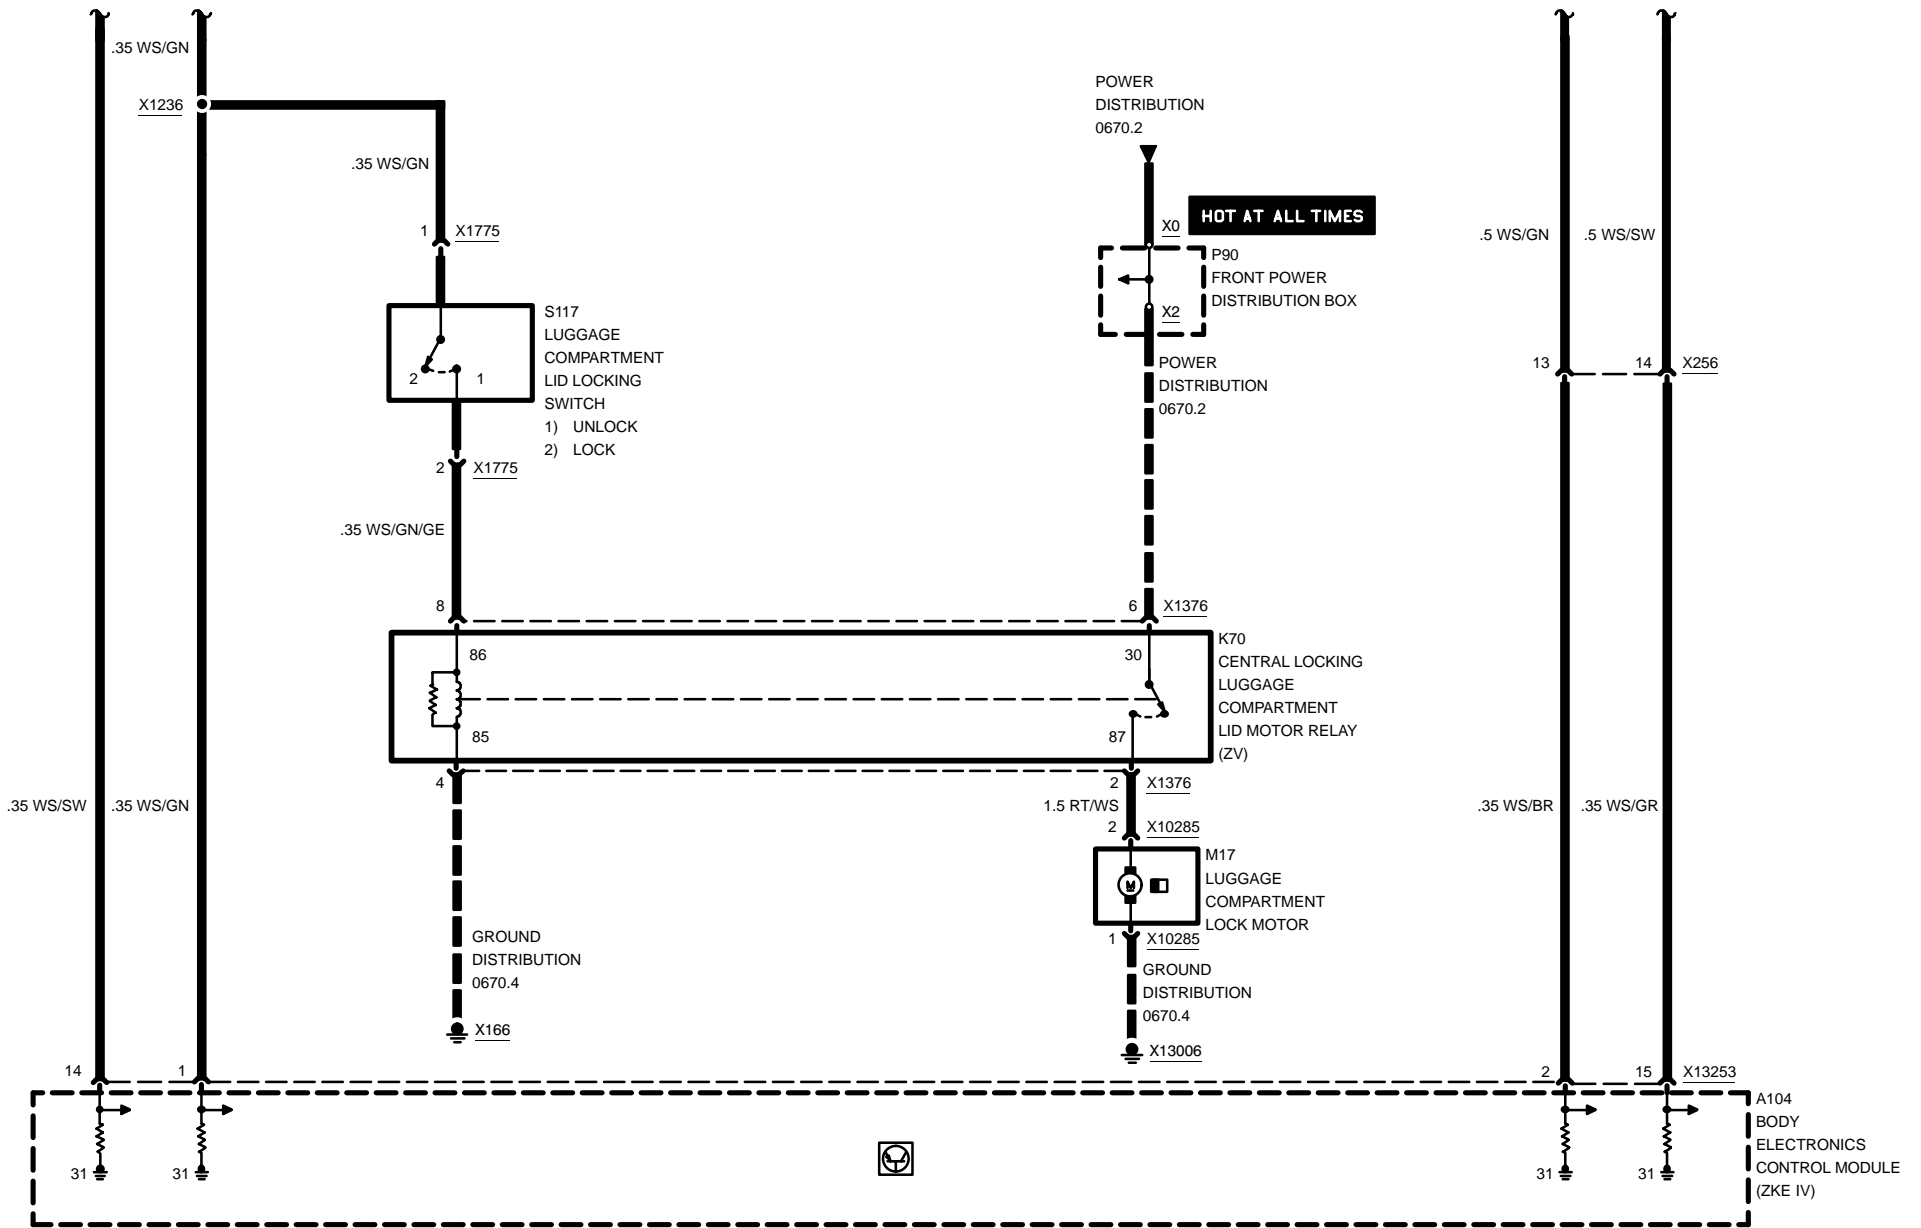 .35 WS/GN
X1236
.35 WS/GN
1 X1775
S117
LUGGAGE
COMPARTMENT
LID LOCKING
SWITCH
1) UNLOCK
2) LOCK
2 1
2 X1775
.35 WS/GN/GE
POWER
DISTRIBUTION
0670.2
HOT AT ALL TIMES
X0
P90
FRONT POWER
DISTRIBUTION BOX
X2
POWER
DISTRIBUTION
0670.2
.5 WS/GN .5 WS/SW
13 14 X256
8 6 X1376
86 30
85 87
K70
CENTRAL LOCKING
LUGGAGE
COMPARTMENT
LID MOTOR RELAY
(ZV)
4 2 X1376
.35 WS/SW .35 WS/GN 1.5 RT/WS .35 WS/BR .35 WS/GR
2 X10285
M17
LUGGAGE
COMPARTMENT
LOCK MOTOR
M
1 X10285
GROUND
DISTRIBUTION
0670.4
X166
GROUND
DISTRIBUTION
0670.4
X13006
14 1 2 15 X13253
A104
BODY
ELECTRONICS
CONTROL MODULE
(ZKE IV)
31 31 31 31